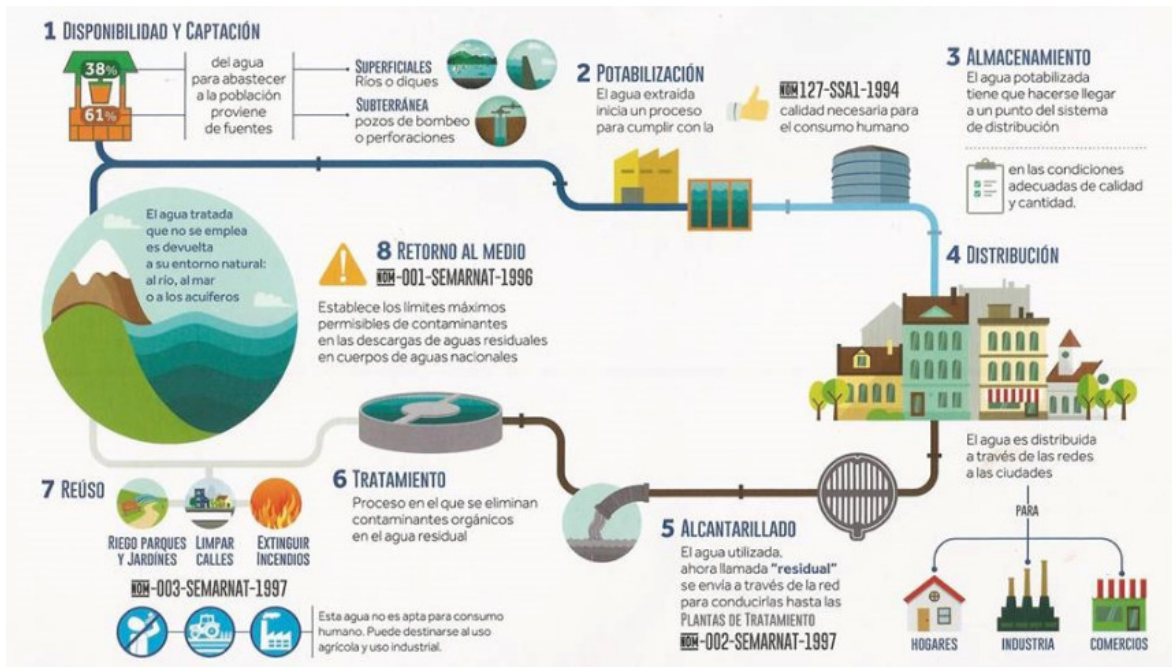 1 DISPONIBILIDAD Y CAPTACIÓN
38%
61%
del agua
para abastecer
a la población
proviene
de fuentes
SUPERFICIALES
Ríos o diques
SUBTERRÁNEA
pozos de bombeo
o perforaciones
2 POTABILIZACIÓN
El agua extraida
inicia un proceso
para cumplir con la
NOM 127-SSA1-1994
calidad necesaria para
el consumo humano
3 ALMACENAMIENTO
El agua potabilizada
tiene que hacerse llegar
a un punto del sistema
de distribución
en las condiciones
adecuadas de calidad
y cantidad.
4 DISTRIBUCIÓN
El agua es distribuida
a través de las redes
a las ciudades
PARA
HOGARES
INDUSTRIA
COMERCIOS
5 ALCANTARILLADO
El agua utilizada,
ahora llamada "residual"
se envía a través de la red
para conducirlas hasta las
PLANTAS DE TRATAMIENTO
NOM-002-SEMARNAT-1997
6 TRATAMIENTO
Proceso en el que se eliminan
contaminantes orgánicos
en el agua residual
7 REÚSO
RIEGO PARQUES
Y JARDÍNES
LIMPAR
CALLES
EXTINGUIR
INCENDIOS
NOM-003-SEMARNAT-1997
Esta agua no es apta para consumo
humano. Puede destinarse al uso
agrícola y uso industrial.
8 RETORNO AL MEDIO
NOM-001-SEMARNAT-1996
Establece los límites máximos
permisibles de contaminantes
en las descargas de aguas residuales
en cuerpos de aguas nacionales
El agua tratada
que no se emplea
es devuelta
a su entorno natural:
al río, al mar
o a los acuíferos